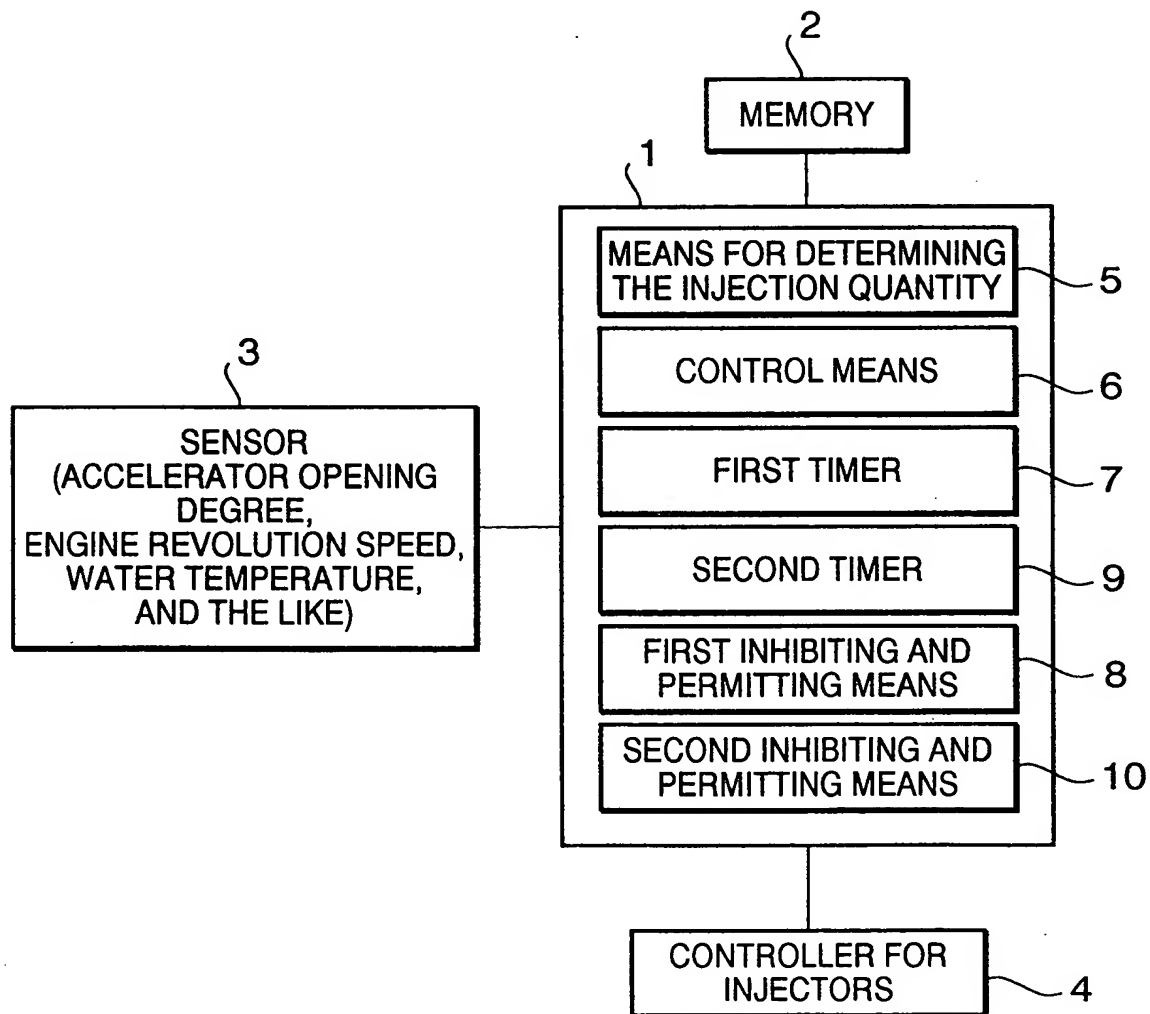 2
MEMORY
1
MEANS FOR DETERMINING
THE INJECTION QUANTITY
5
CONTROL MEANS
6
FIRST TIMER
7
SECOND TIMER
9
FIRST INHIBITING AND
PERMITTING MEANS
8
SECOND INHIBITING AND
PERMITTING MEANS
10
3
SENSOR
(ACCELERATOR OPENING
DEGREE,
ENGINE REVOLUTION SPEED,
WATER TEMPERATURE,
AND THE LIKE)
CONTROLLER FOR
INJECTORS
4